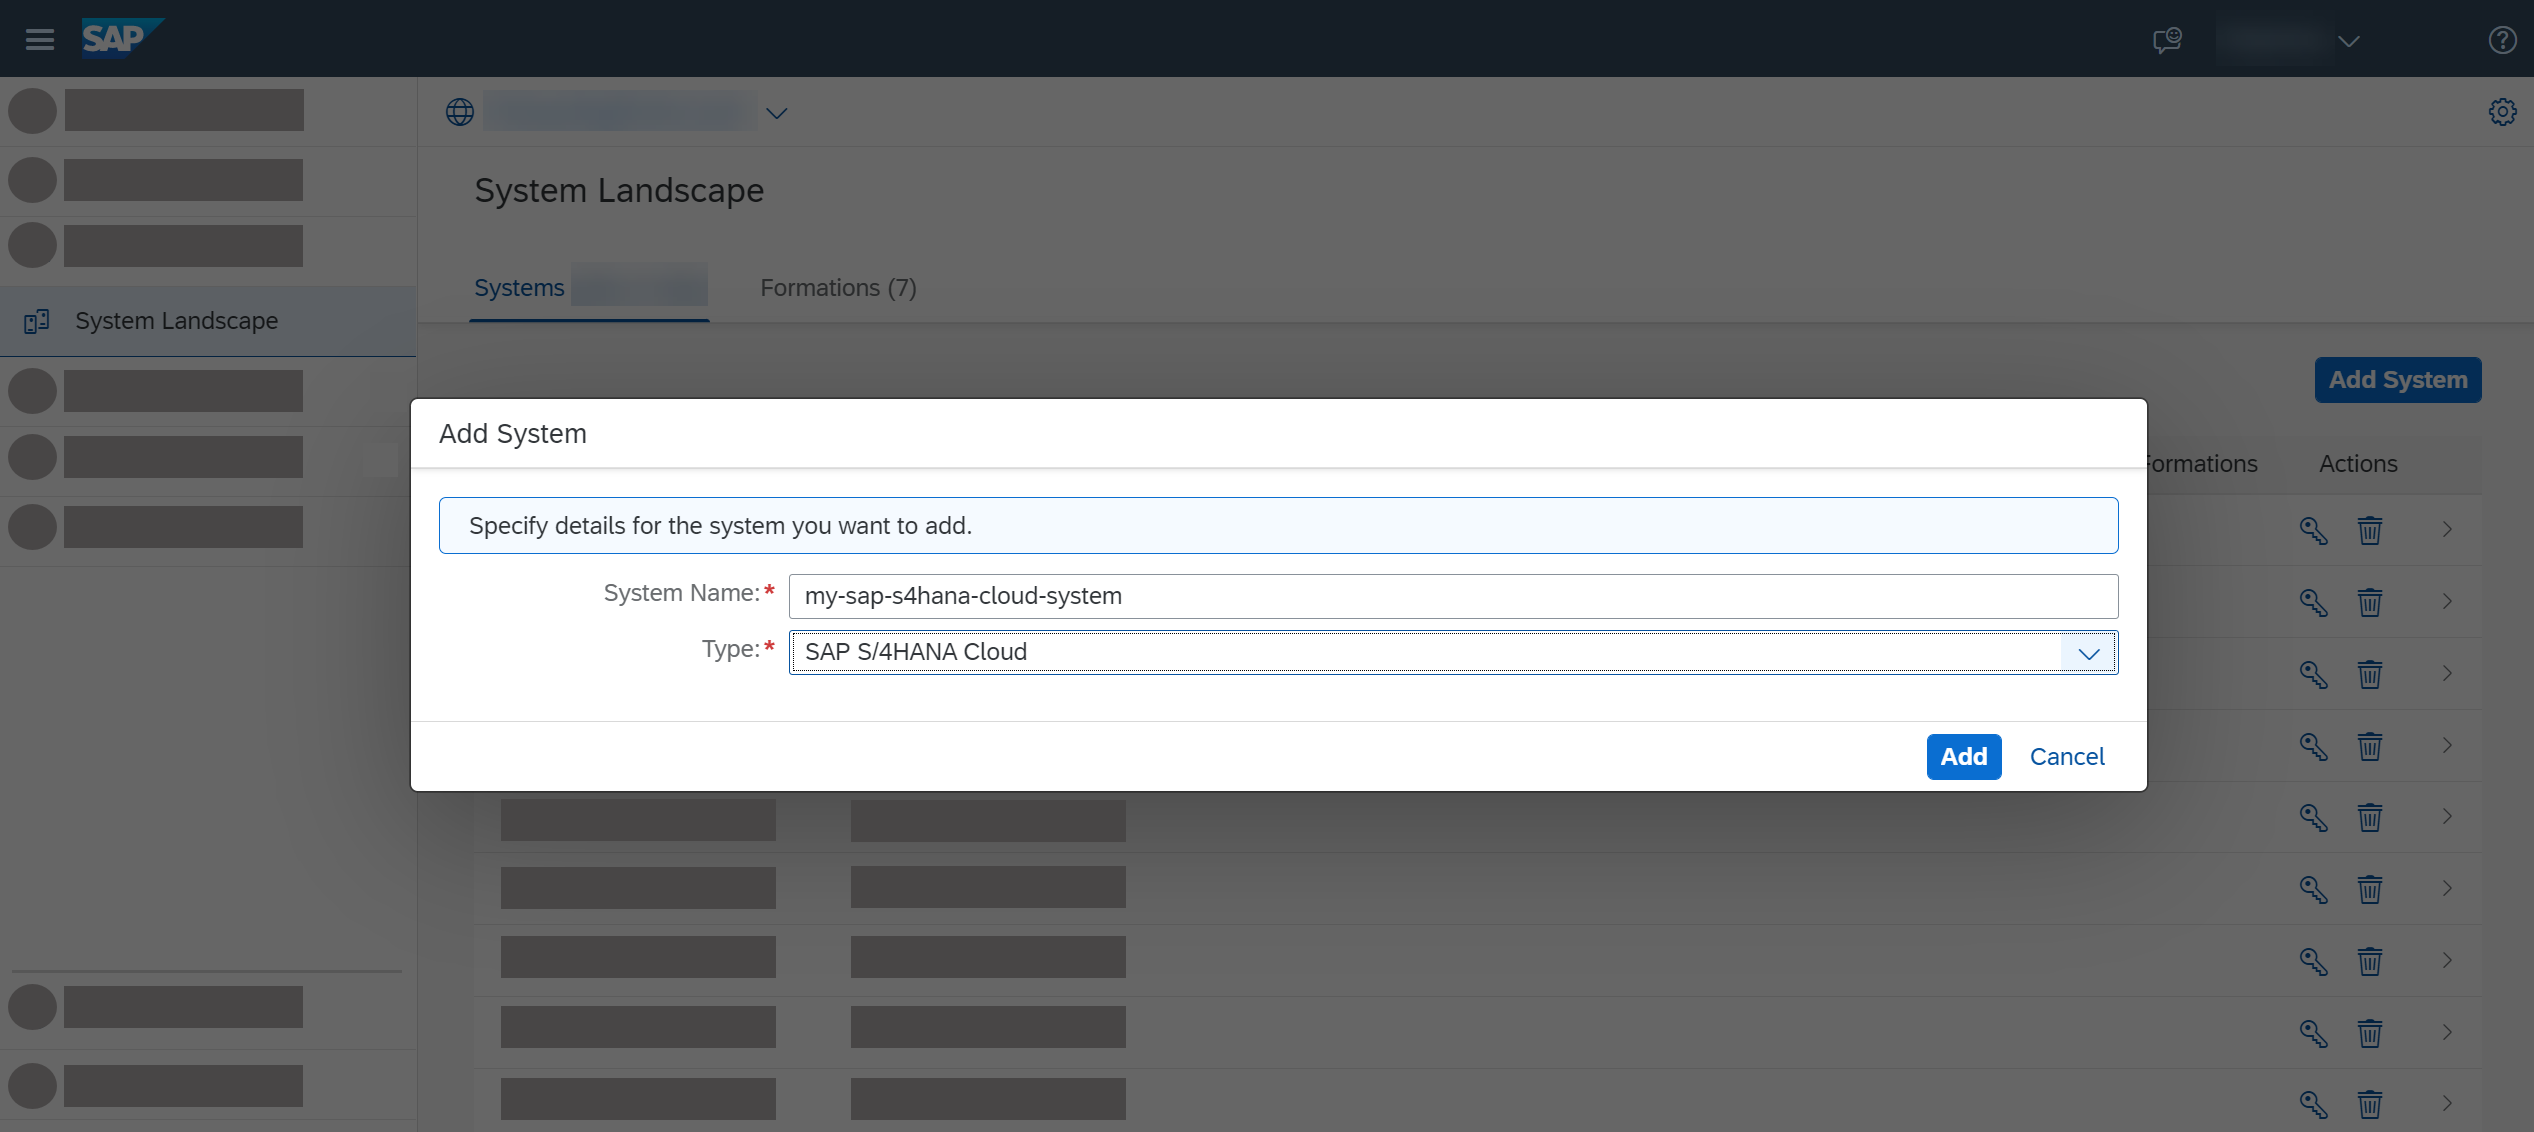 SAP
System Landscape
Systems
Formations (7)
System Landscape
Add System
Add System
Formations
Actions
Specify details for the system you want to add.
System Name:*
my-sap-s4hana-cloud-system
Type:*
SAP S/4HANA Cloud
Add
Cancel